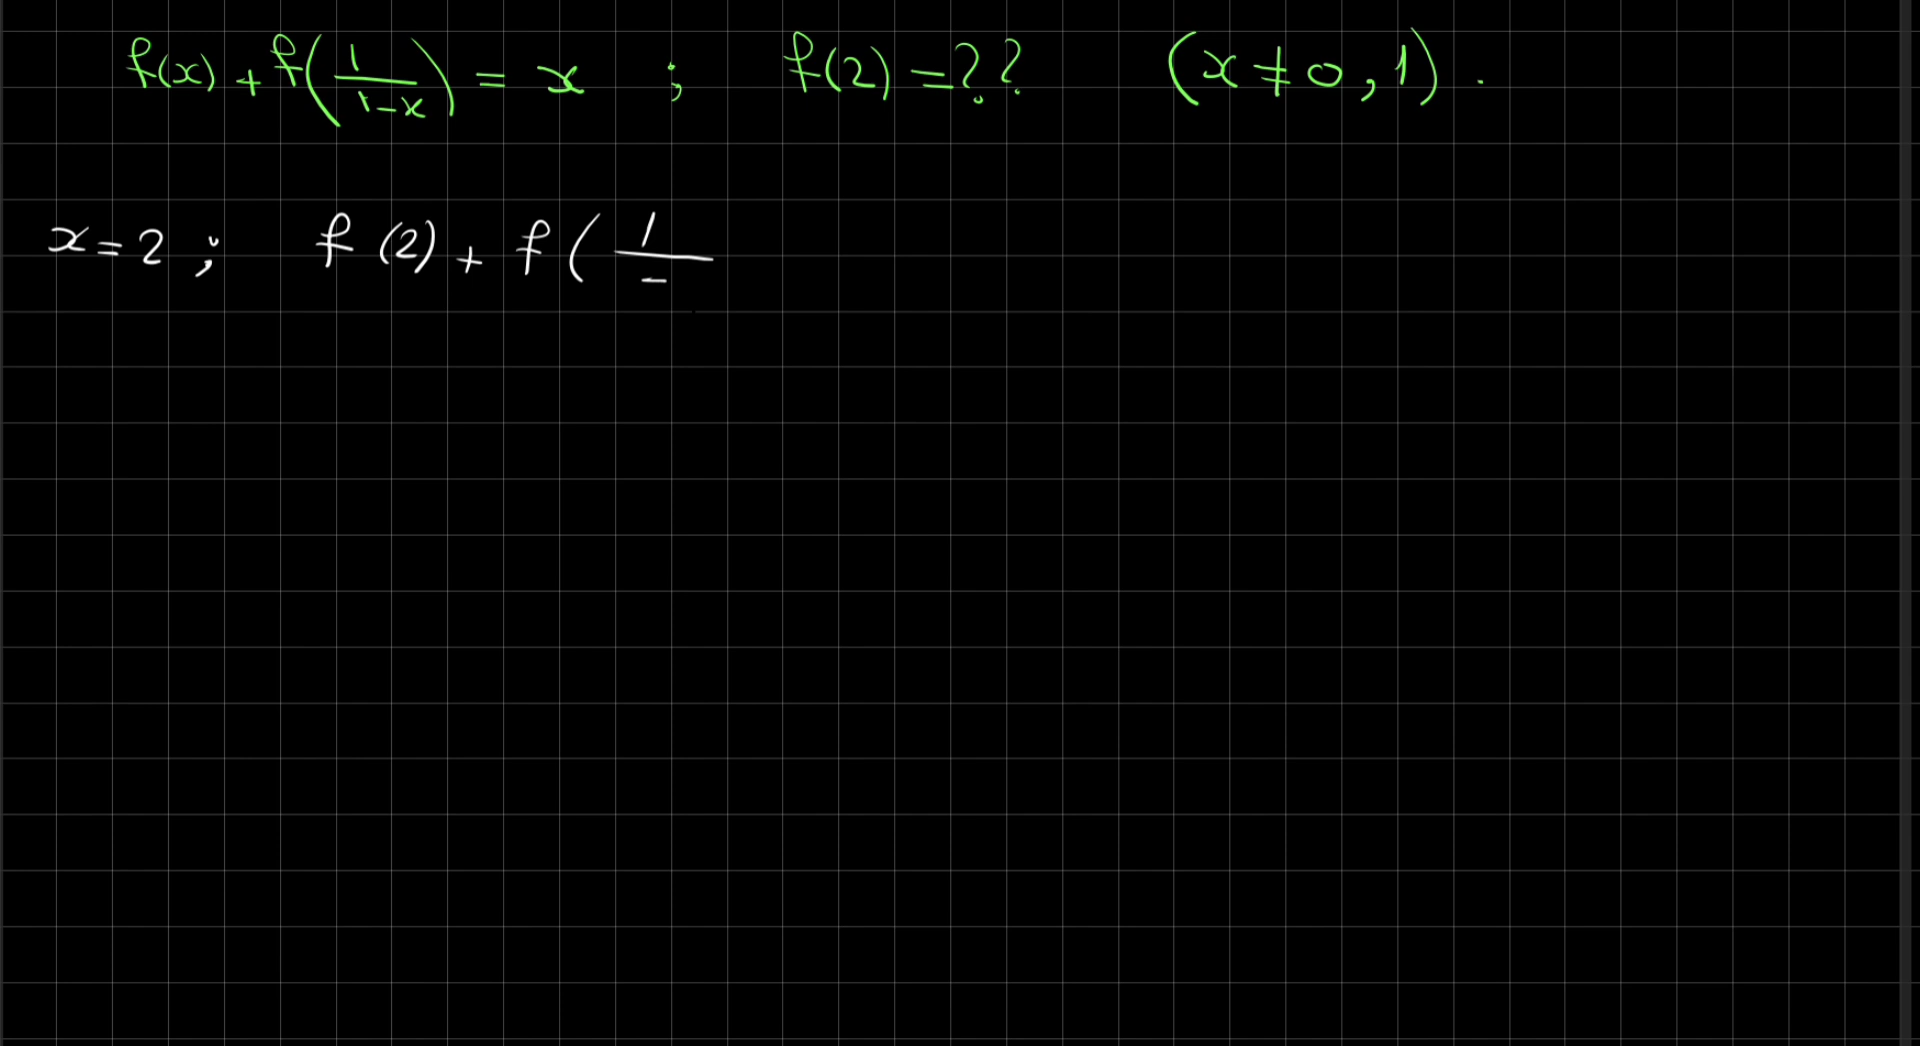 f(x) + f(1/(1-x)) = x ; f(2) = ?? (x ≠ 0, 1).
x = 2 ; f(2) + f( 1/-